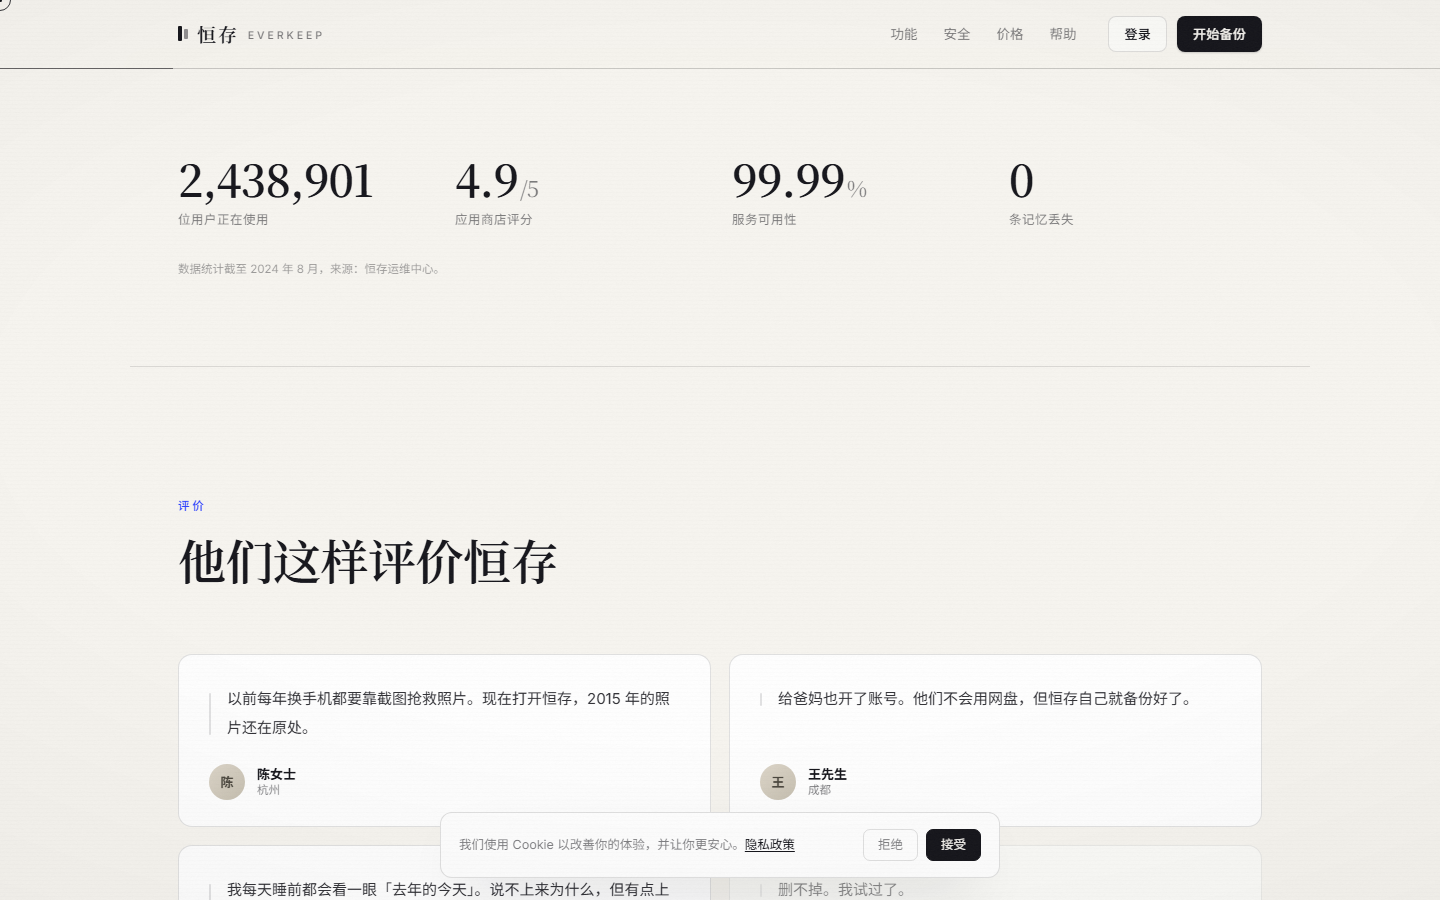 恒存 EVERKEEP
功能 安全 价格 帮助 登录 开始备份
2,438,901
位用户正在使用
4.9/5
应用商店评分
99.99%
服务可用性
0
条记忆丢失
数据统计截至 2024 年 8 月，来源：恒存运维中心。
评价
他们这样评价恒存
以前每年换手机都要靠截图抢救照片。现在打开恒存，2015 年的照
片还在原处。
陈 陈女士
杭州
给爸妈也开了账号。他们不会用网盘，但恒存自己就备份好了。
王 王先生
成都
我每天睡前都会看一眼「去年的今天」。说不上来为什么，但有点上
删不掉。我试过了。
我们使用 Cookie 以改善你的体验，并让你更安心。隐私政策
拒绝 接受